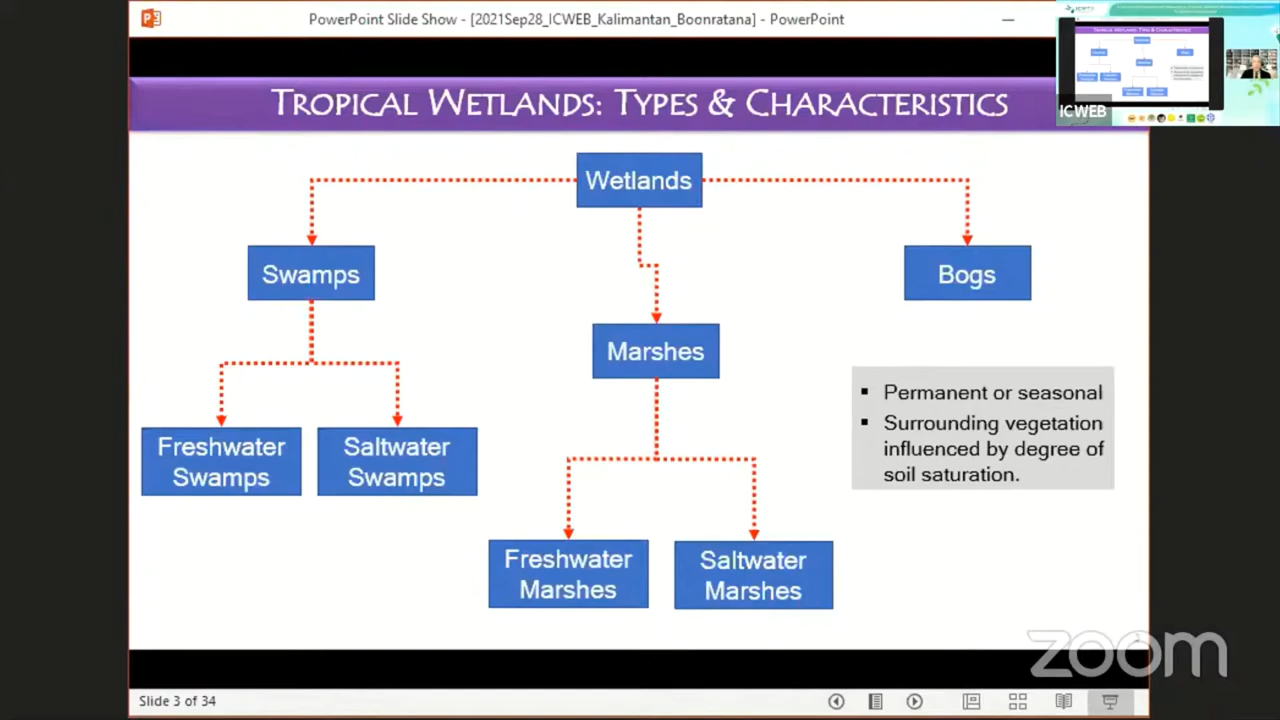 PowerPoint Slide Show - [2021Sep28_ICWEB_Kalimantan_Boonratana] - PowerPoint
ICWEB
TROPICAL WETLANDS: TYPES & CHARACTERISTICS
Wetlands
Swamps
Bogs
Marshes
▪ Permanent or seasonal
▪ Surrounding vegetation
influenced by degree of
soil saturation.
Freshwater
Swamps
Saltwater
Swamps
Freshwater
Marshes
Saltwater
Marshes
zoom
Slide 3 of 34